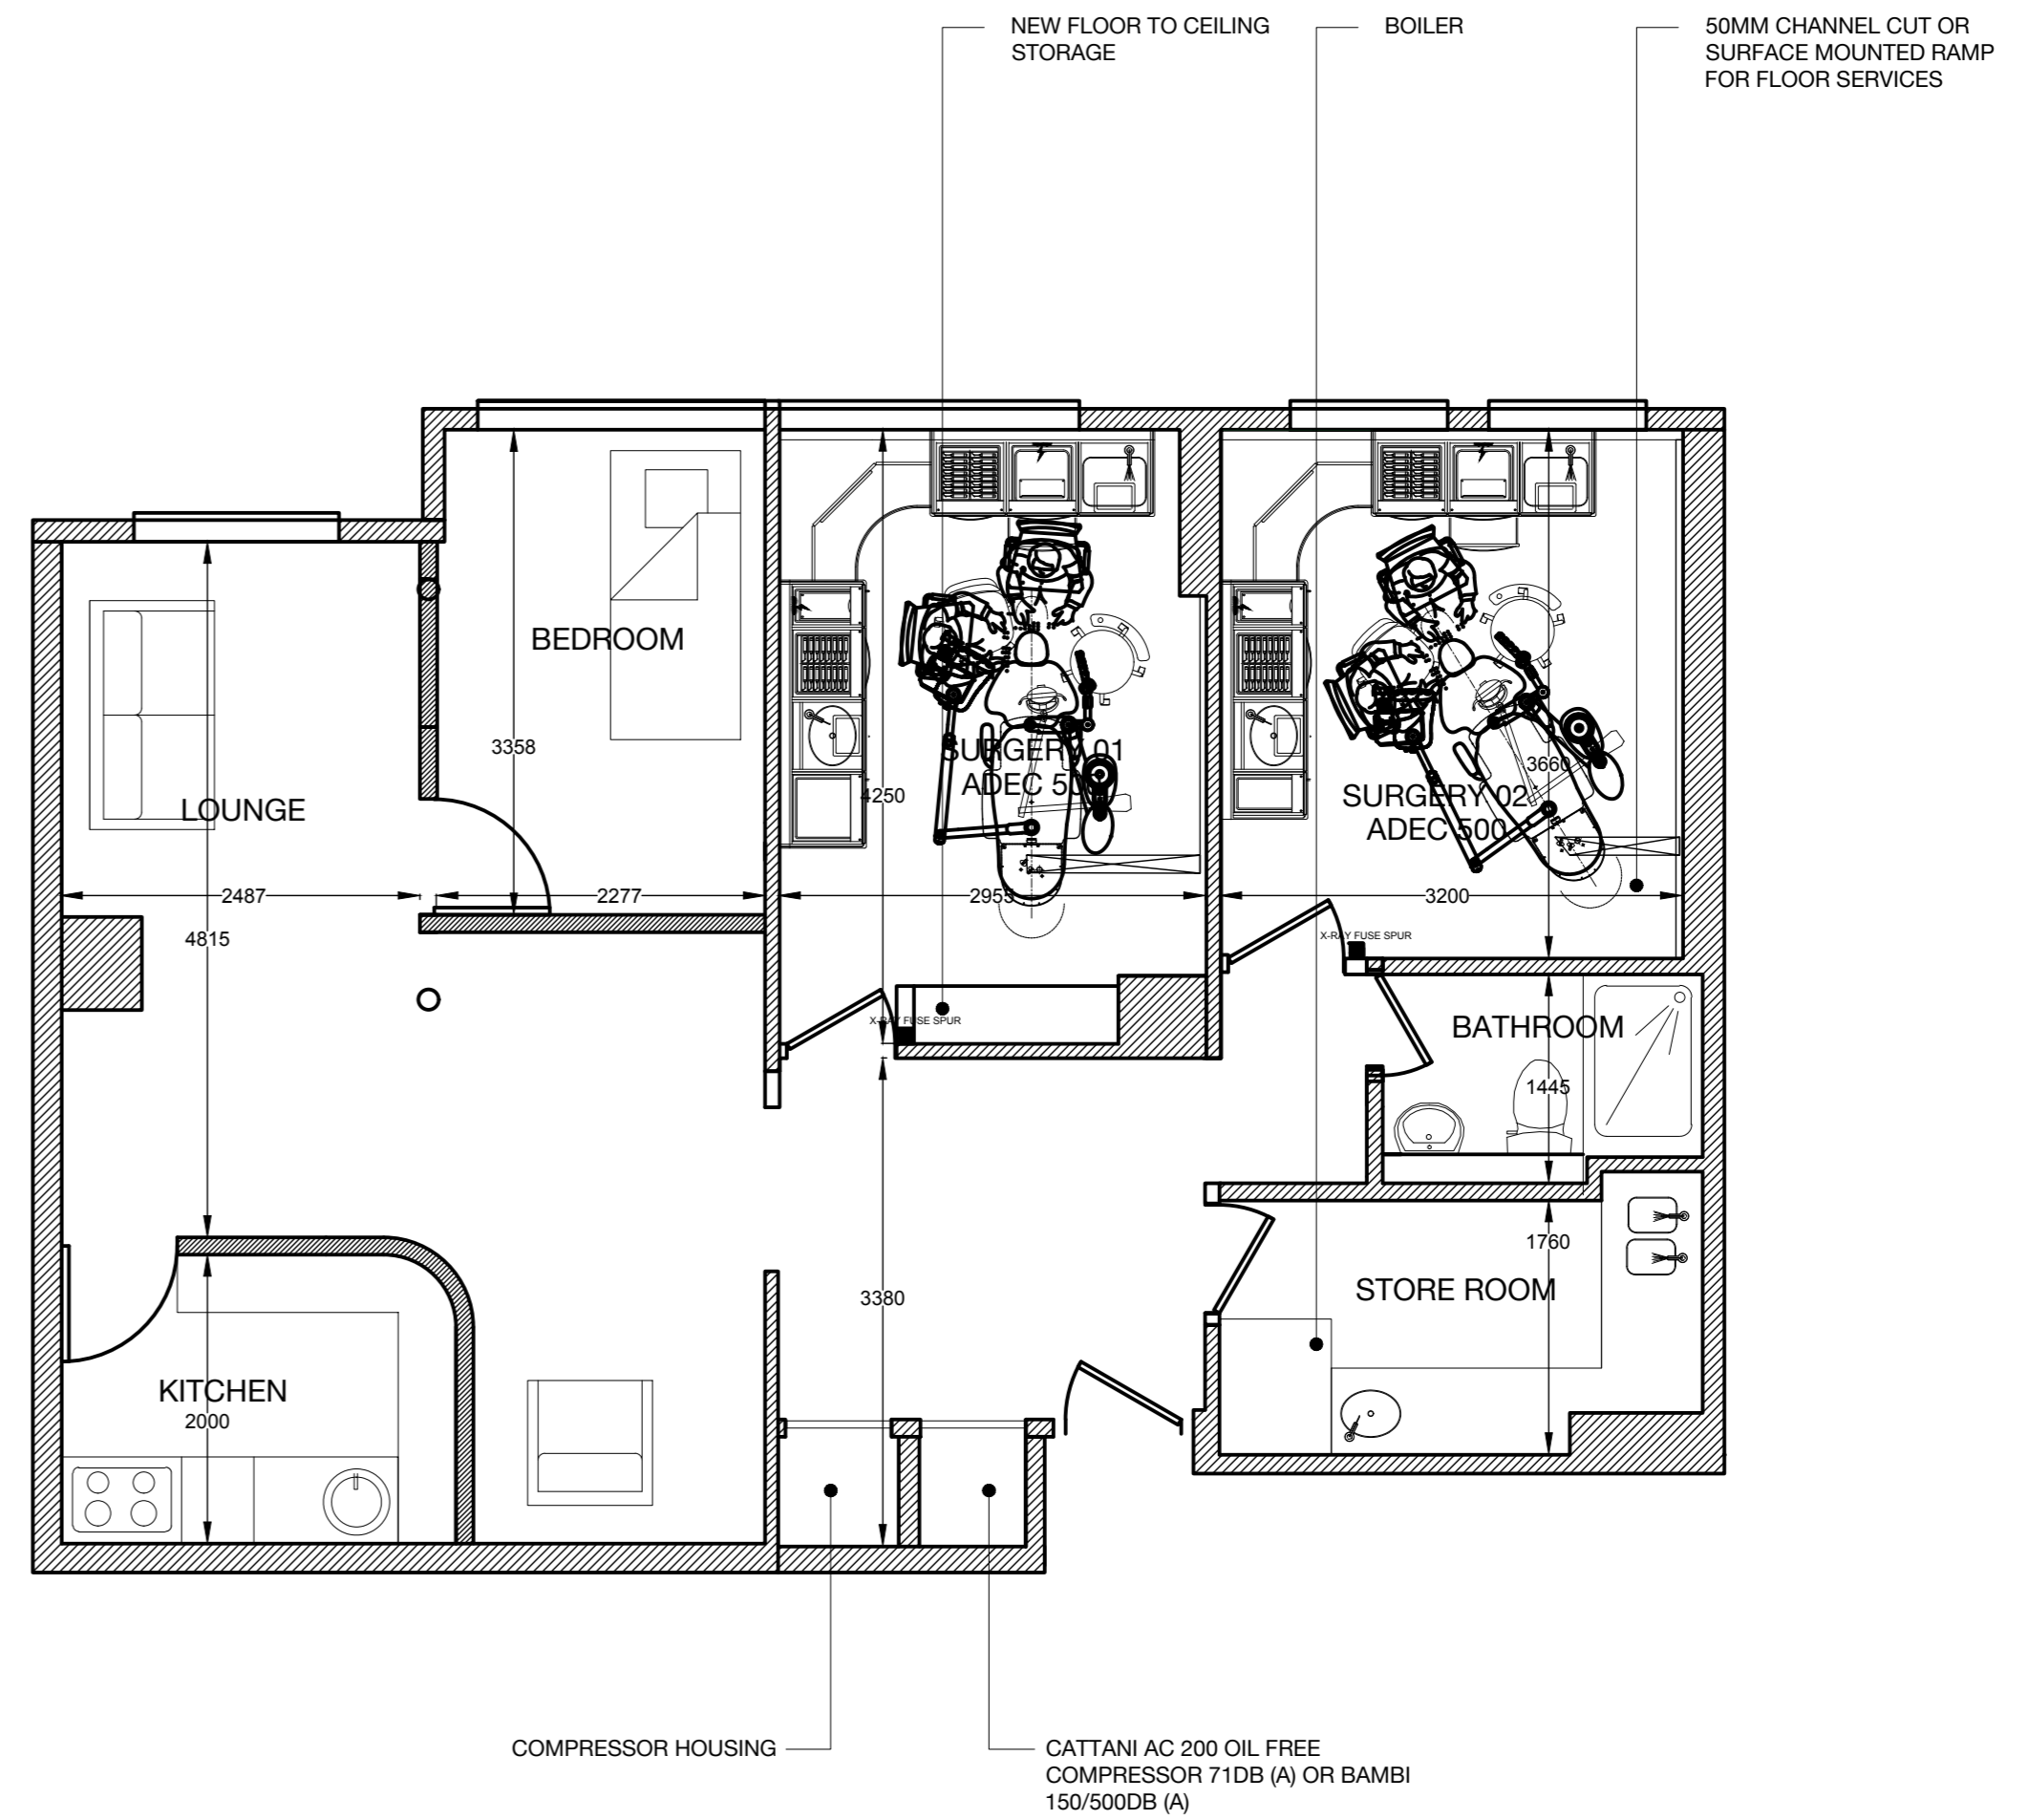 NEW FLOOR TO CEILING
STORAGE
BOILER
50MM CHANNEL CUT OR
SURFACE MOUNTED RAMP
FOR FLOOR SERVICES
BEDROOM
3358
LOUNGE
2487
2277
4815
SURGERY 01
ADEC 500
4250
2955
SURGERY 02
ADEC 500
3660
3200
X-RAY FUSE SPUR
X-RAY FUSE SPUR
BATHROOM
1445
1760
STORE ROOM
3380
KITCHEN
2000
COMPRESSOR HOUSING
CATTANI AC 200 OIL FREE
COMPRESSOR 71DB (A) OR BAMBI
150/500DB (A)